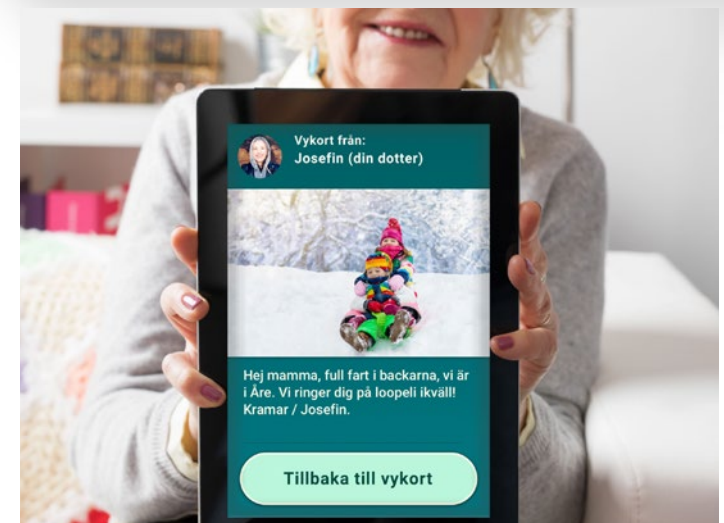 Vykort från:
Josefin (din dotter)
Hej mamma, full fart i backarna, vi är
i Åre. Vi ringer dig på loopeli ikväll!
Kramar / Josefin.
Tillbaka till vykort